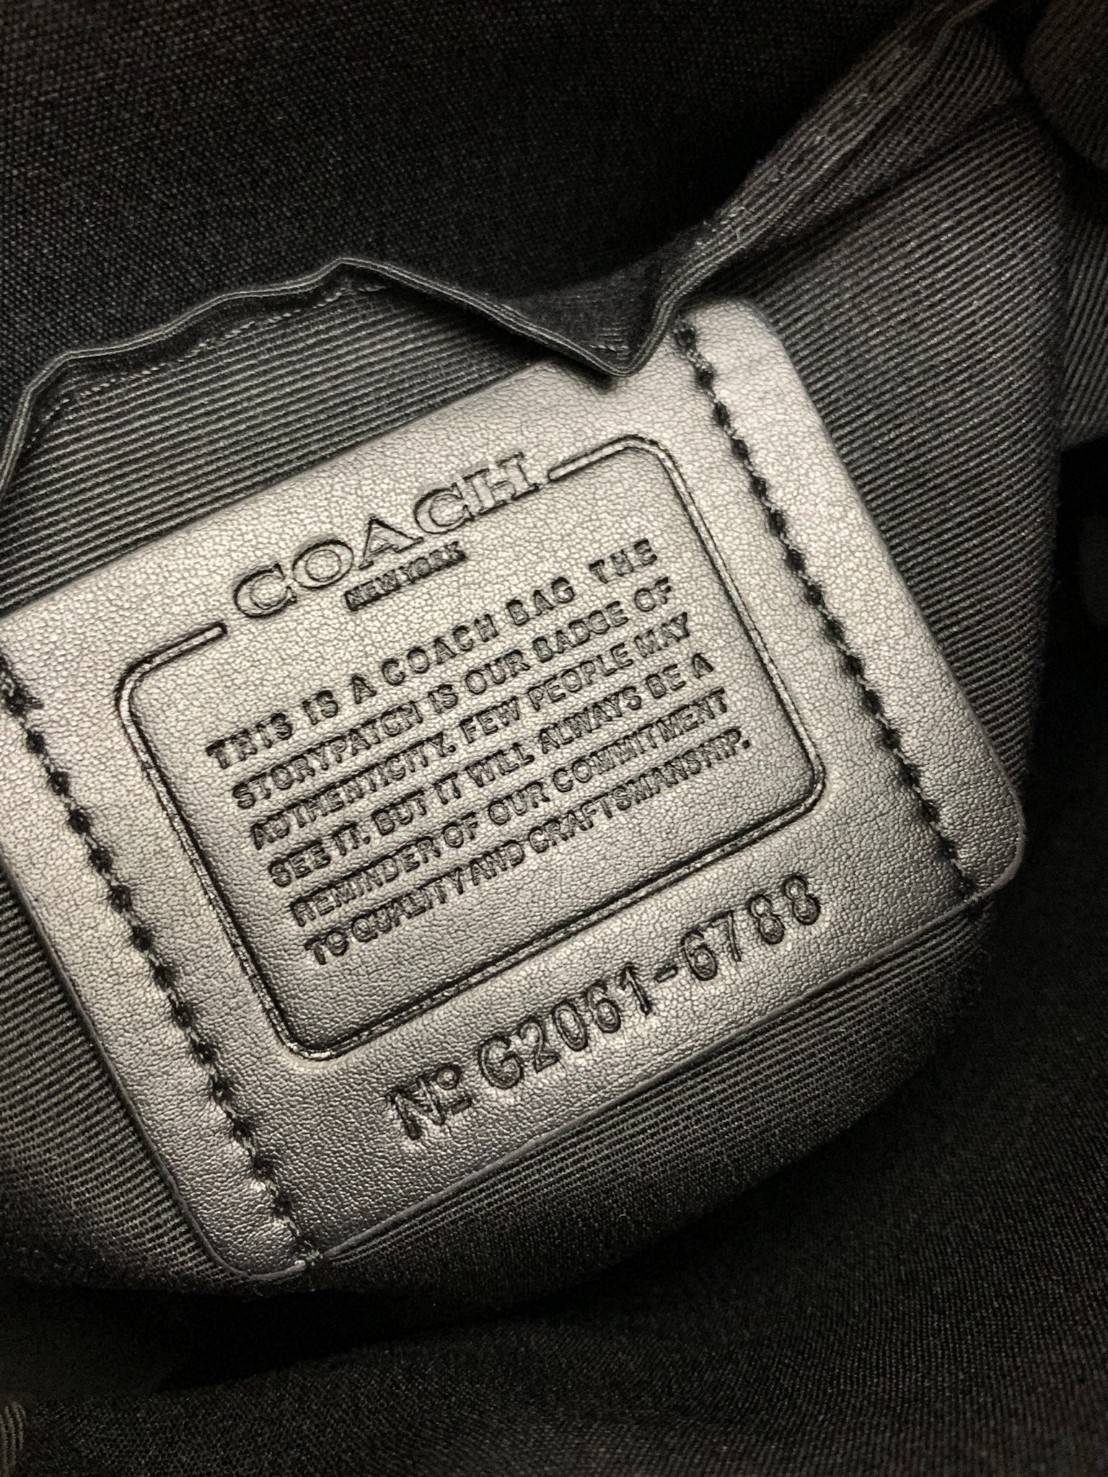 COACH
NEW YORK
THIS IS A COACH BAG THE
STORYPATCH IS OUR BADGE OF
AUTHENTICITY. FEW PEOPLE MAY
SEE IT. BUT IT WILL ALWAYS BE A
REMINDER OF OUR COMMITMENT
TO QUALITY AND CRAFTSMANSHIP.
Nº G2061-6788